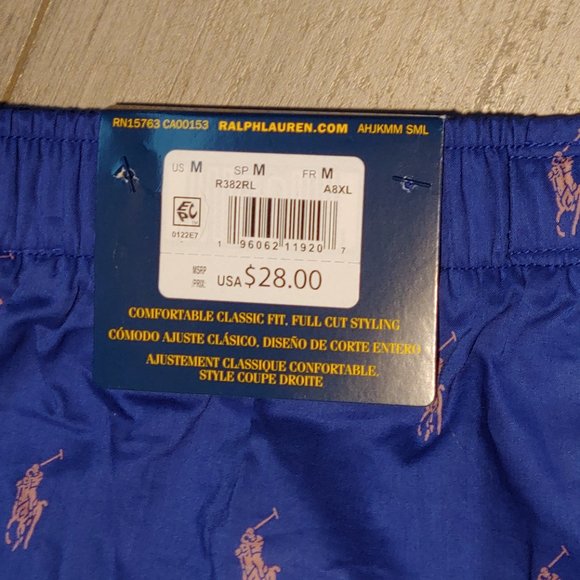 RN15763 CA00153 RALPHLAUREN.COM AHJKMM SML
US M SP M FR M
R382RL A8XL
EPC
0122E7
1 96062 11920 7
MSRP
PRIX: USA $28.00
COMFORTABLE CLASSIC FIT, FULL CUT STYLING
CÓMODO AJUSTE CLÁSICO, DISEÑO DE CORTE ENTERO
AJUSTEMENT CLASSIQUE CONFORTABLE,
STYLE COUPE DROITE